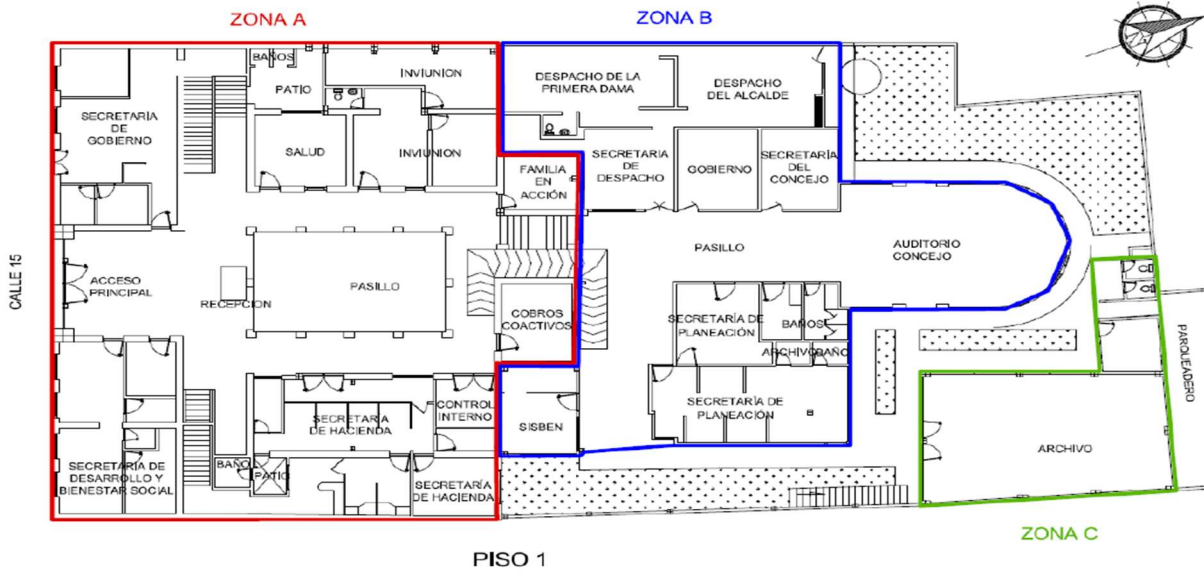 ZONA A
ZONA B
BAÑOS
INVIUNION
PATIO
DESPACHO DE LA
PRIMERA DAMA
DESPACHO
DEL ALCALDE
SECRETARÍA
DE
GOBIERNO
SALUD
INVIUNION
FAMILIA
EN
ACCIÓN
SECRETARIA
DE
DESPACHO
GOBIERNO
SECRETARÍA
DEL
CONCEJO
CALLE 15
ACCESO
PRINCIPAL
RECEPCION
PASILLO
PASILLO
AUDITORIO
CONCEJO
COBROS
COACTIVOS
SECRETARÍA DE
PLANEACIÓN
BAÑOS
ARCHIVO
BAÑO
PARQUEADERO
SECRETARÍA
DE HACIENDA
CONTROL
INTERNO
SISBEN
SECRETARÍA DE
PLANEACIÓN
ARCHIVO
SECRETARÍA DE
DESARROLLO Y
BIENESTAR SOCIAL
BAÑO
PATIO
SECRETARÍA
DE HACIENDA
ZONA C
PISO 1